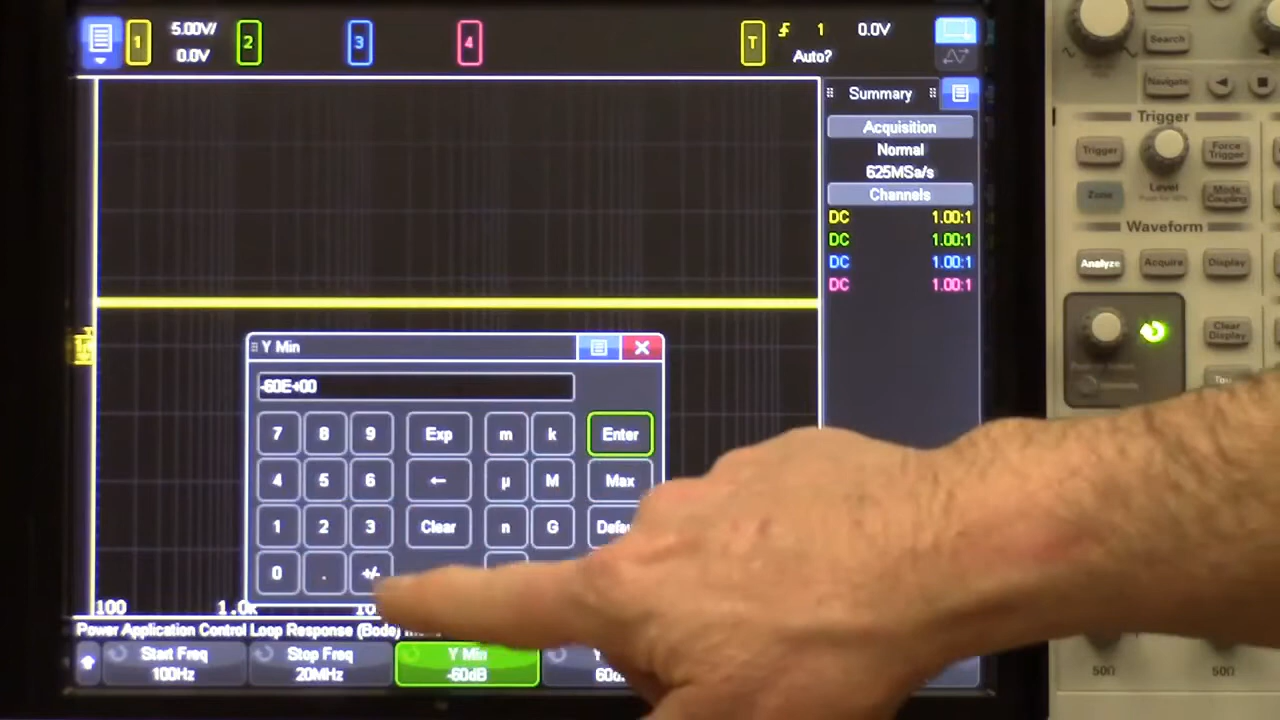 1
5.00V/
0.0V
2
3
4
T
1
0.0V
Auto?
Summary
Acquisition
Normal
625MSa/s
Channels
DC 1.00:1
DC 1.00:1
DC 1.00:1
DC 1.00:1
Y Min
-60E+00
7 8 9 Exp m k Enter
4 5 6 ← µ M Max
1 2 3 Clear n G
0 . +/-
100 1.0k
Power Application Control Loop Response (Bode)
Start Freq
100Hz
Stop Freq
20MHz
Y Min
-60dB
Search
Navigate
Trigger
Trigger
Force Trigger
Level
Zone
Mode Coupling
Waveform
Analyze
Acquire
Display
Clear Display
50Ω
50Ω